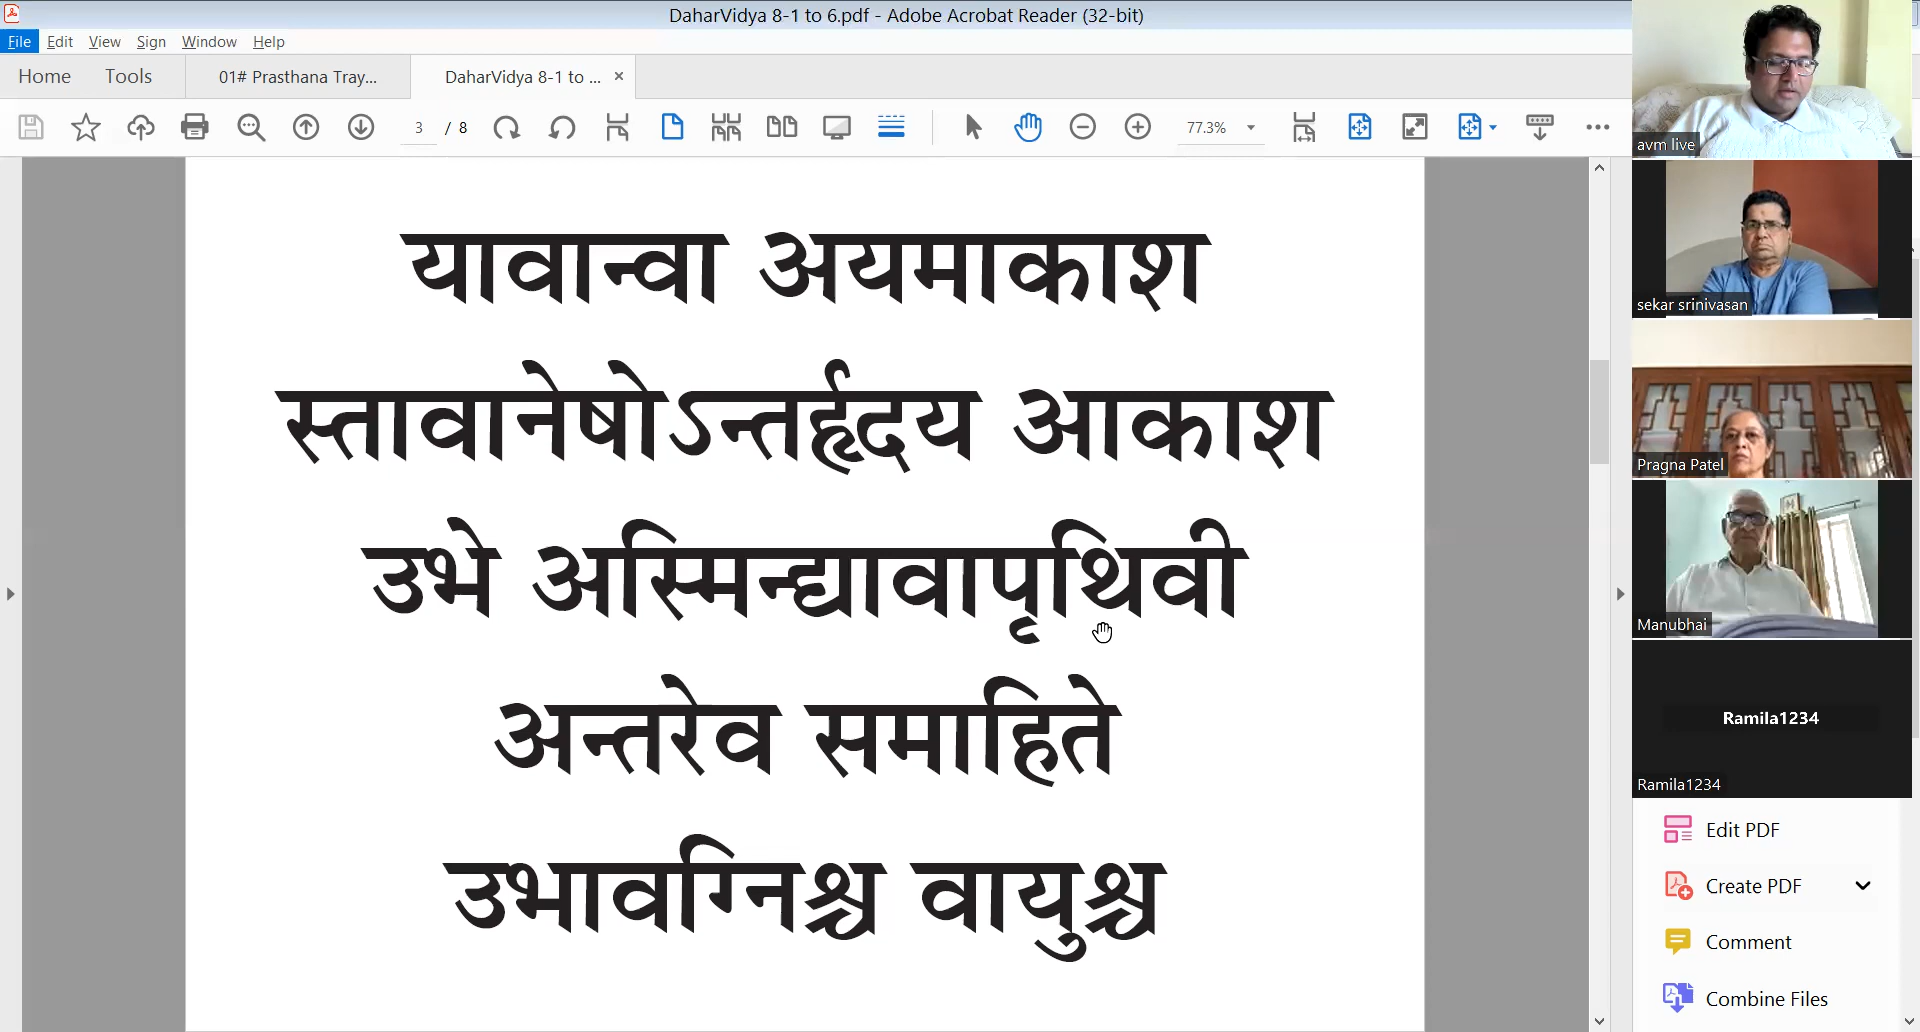 DaharVidya 8-1 to 6.pdf - Adobe Acrobat Reader (32-bit)
File Edit View Sign Window Help
Home Tools 01# Prasthana Tray... DaharVidya 8-1 to ... ×
3 / 8 77.3%
यावान्वा अयमाकाश
स्तावानेषोऽन्तर्हृदय आकाश
उभे अस्मिन्द्यावापृथिवी
अन्तरेव समाहिते
उभावग्निश्च वायुश्च
avm live
sekar srinivasan
Pragna Patel
Manubhai
Ramila1234
Ramila1234
Edit PDF
Create PDF
Comment
Combine Files